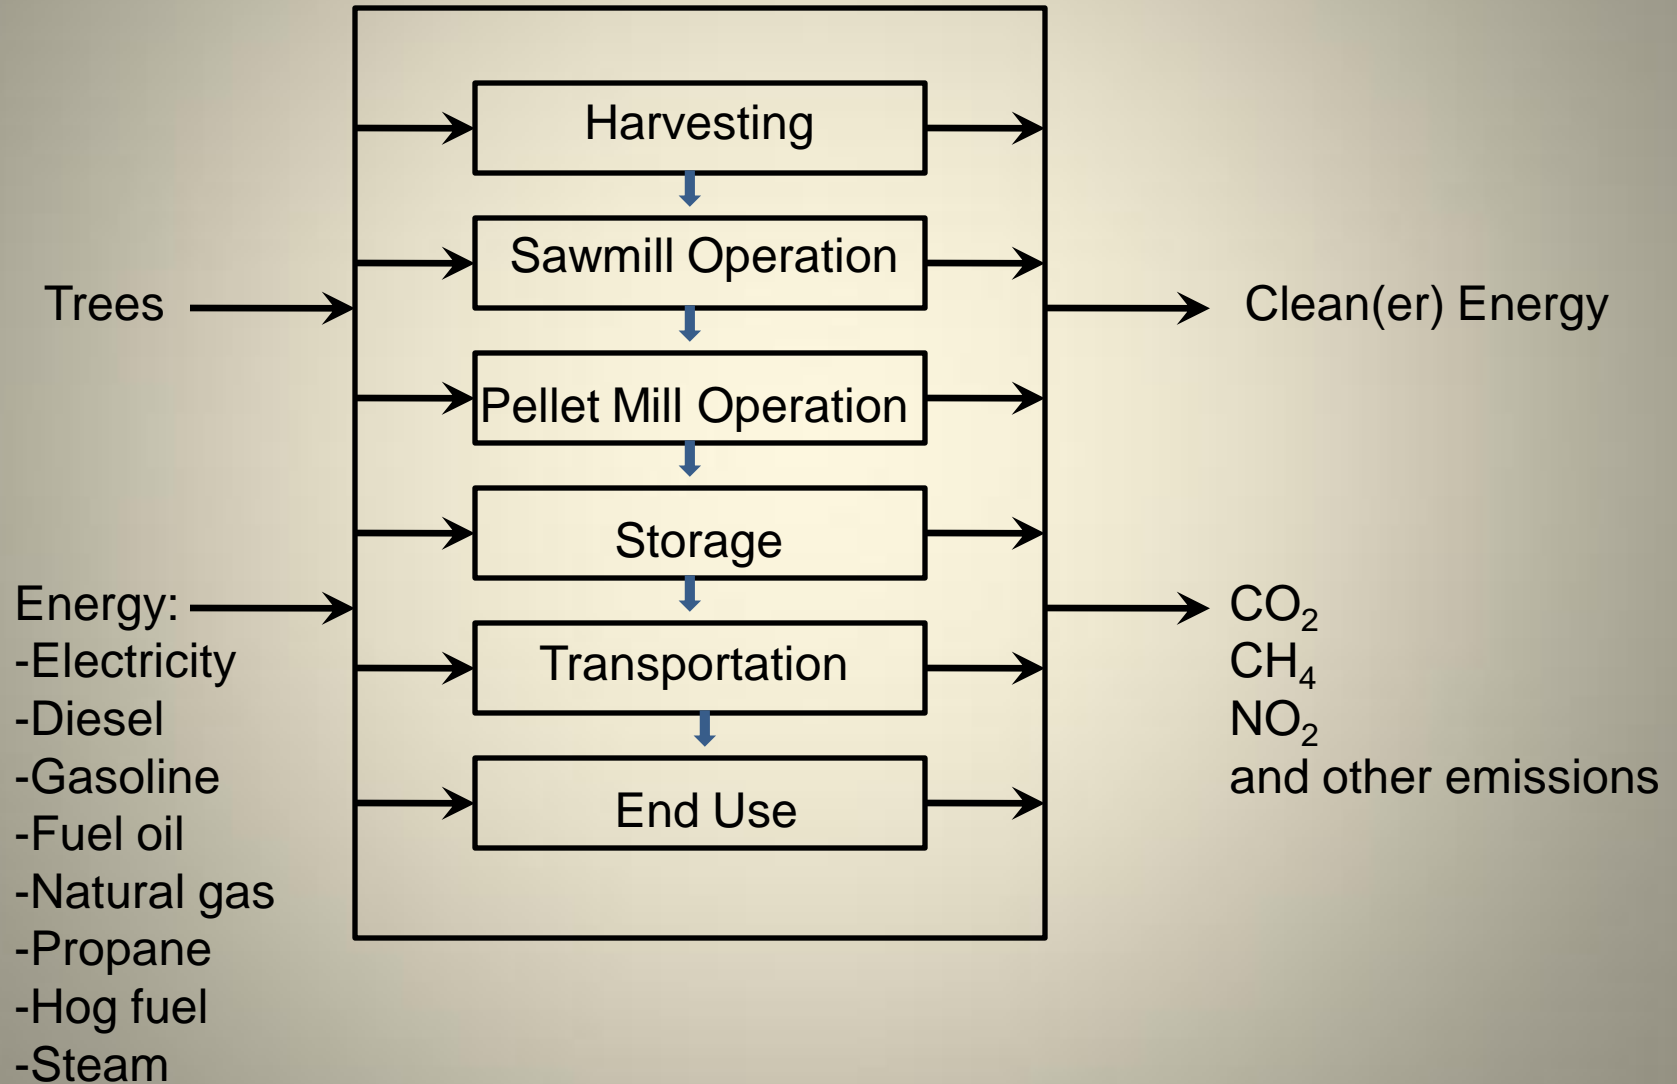 Harvesting
Sawmill Operation
Pellet Mill Operation
Storage
Transportation
End Use
Trees
Energy:
-Electricity
-Diesel
-Gasoline
-Fuel oil
-Natural gas
-Propane
-Hog fuel
-Steam
Clean(er) Energy
CO₂
CH₄
NO₂
and other emissions